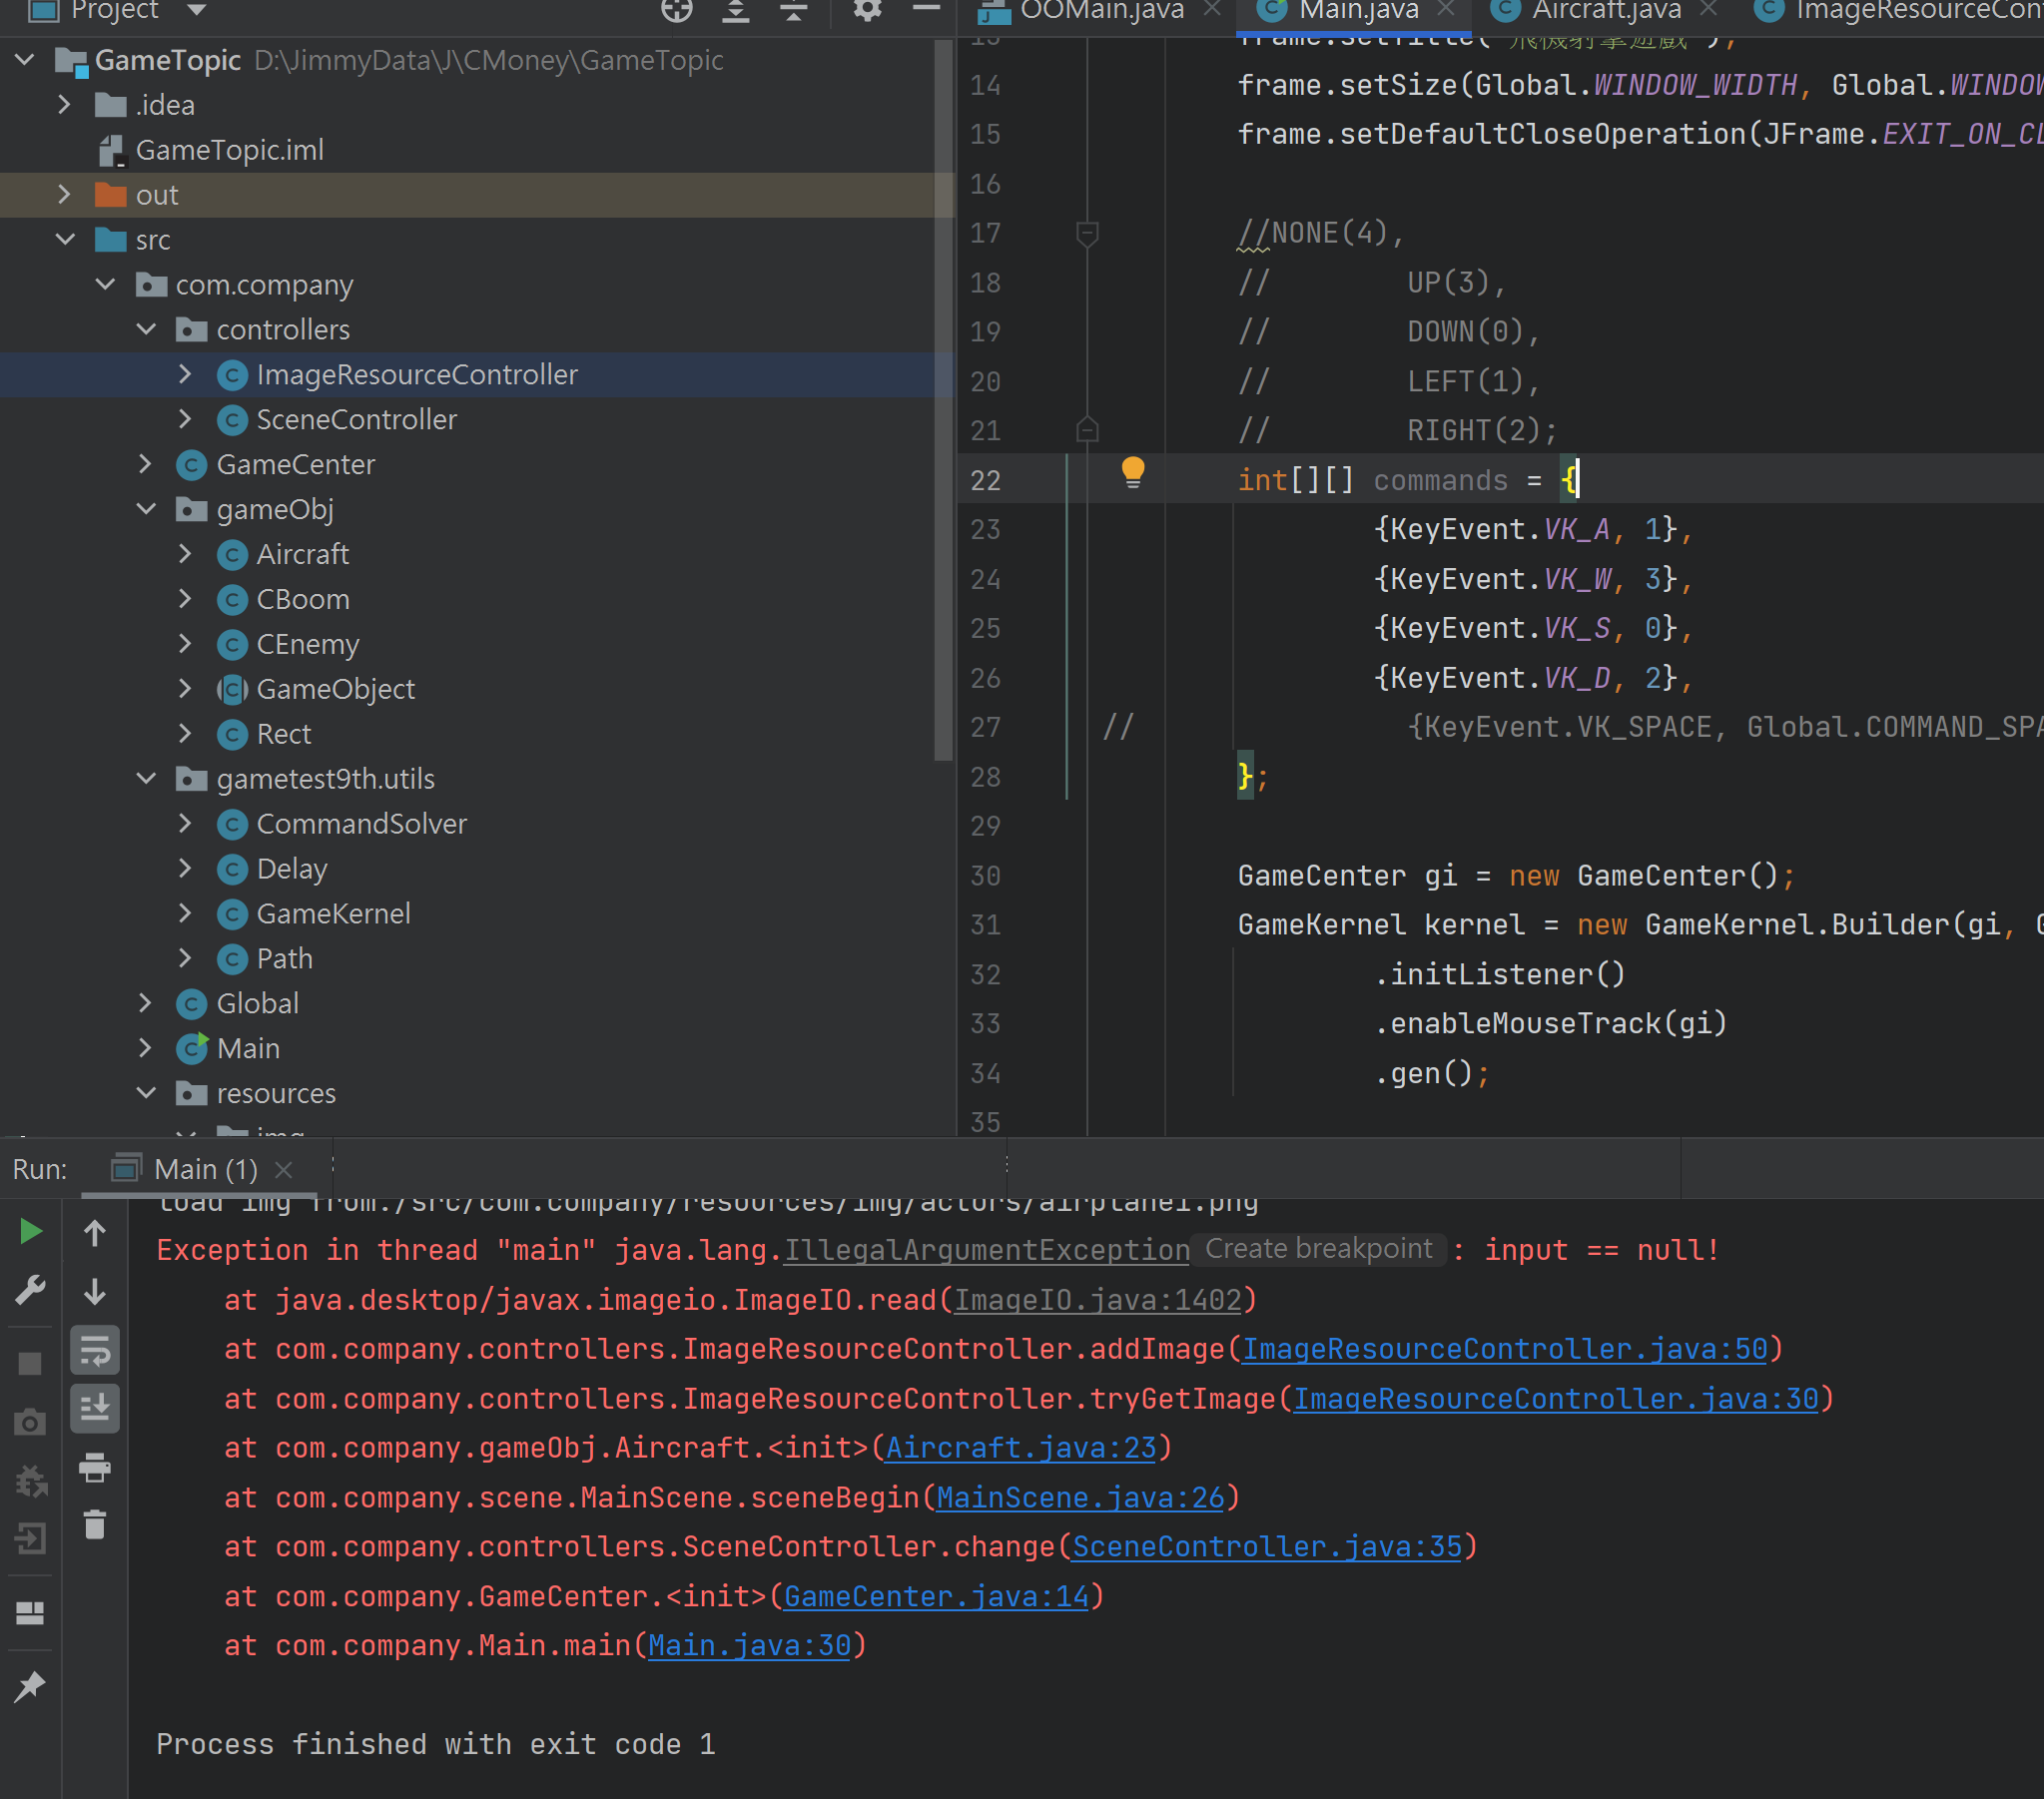 Project
GameTopic D:\JimmyData\J\CMoney\GameTopic
.idea
GameTopic.iml
out
src
com.company
controllers
ImageResourceController
SceneController
GameCenter
gameObj
Aircraft
CBoom
CEnemy
GameObject
Rect
gametest9th.utils
CommandSolver
Delay
GameKernel
Path
Global
Main
resources
img
OOMain.java
Main.java
Aircraft.java
ImageResourceCont
13 frame.setTitle("飛機射擊遊戲");
14 frame.setSize(Global.WINDOW_WIDTH, Global.WINDOW
15 frame.setDefaultCloseOperation(JFrame.EXIT_ON_CL
16
17 //NONE(4),
18 // UP(3),
19 // DOWN(0),
20 // LEFT(1),
21 // RIGHT(2);
22 int[][] commands = {
23 {KeyEvent.VK_A, 1},
24 {KeyEvent.VK_W, 3},
25 {KeyEvent.VK_S, 0},
26 {KeyEvent.VK_D, 2},
27 // {KeyEvent.VK_SPACE, Global.COMMAND_SPA
28 };
29
30 GameCenter gi = new GameCenter();
31 GameKernel kernel = new GameKernel.Builder(gi, G
32 .initListener()
33 .enableMouseTrack(gi)
34 .gen();
35
Run: Main (1)
load img from:/src/com.company/resources/img/actors/airplane1.png
Exception in thread "main" java.lang.IllegalArgumentException Create breakpoint : input == null!
at java.desktop/javax.imageio.ImageIO.read(ImageIO.java:1402)
at com.company.controllers.ImageResourceController.addImage(ImageResourceController.java:50)
at com.company.controllers.ImageResourceController.tryGetImage(ImageResourceController.java:30)
at com.company.gameObj.Aircraft.<init>(Aircraft.java:23)
at com.company.scene.MainScene.sceneBegin(MainScene.java:26)
at com.company.controllers.SceneController.change(SceneController.java:35)
at com.company.GameCenter.<init>(GameCenter.java:14)
at com.company.Main.main(Main.java:30)
Process finished with exit code 1